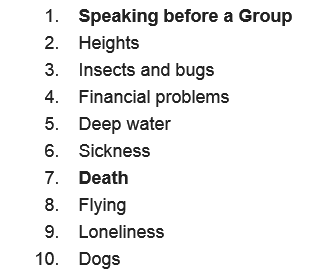 1. Speaking before a Group
2. Heights
3. Insects and bugs
4. Financial problems
5. Deep water
6. Sickness
7. Death
8. Flying
9. Loneliness
10. Dogs